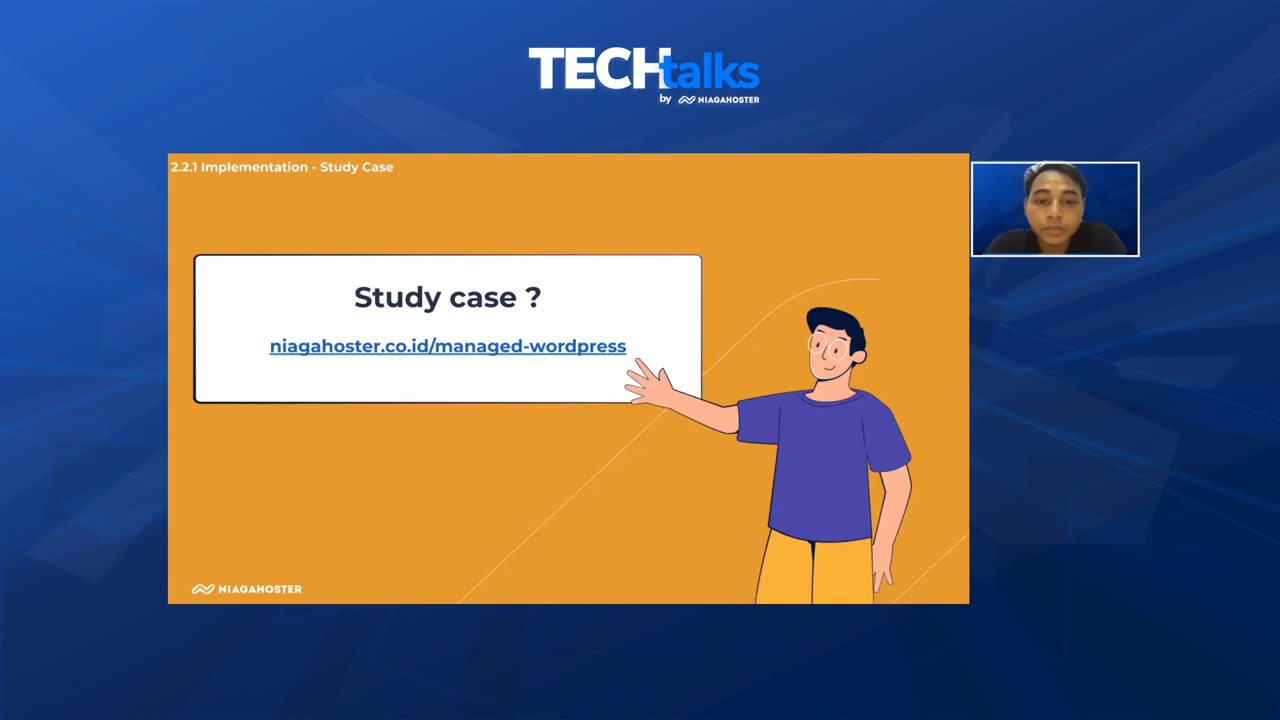 TECHtalks
by NIAGAHOSTER
2.2.1 Implementation - Study Case
Study case ?
niagahoster.co.id/managed-wordpress
NIAGAHOSTER